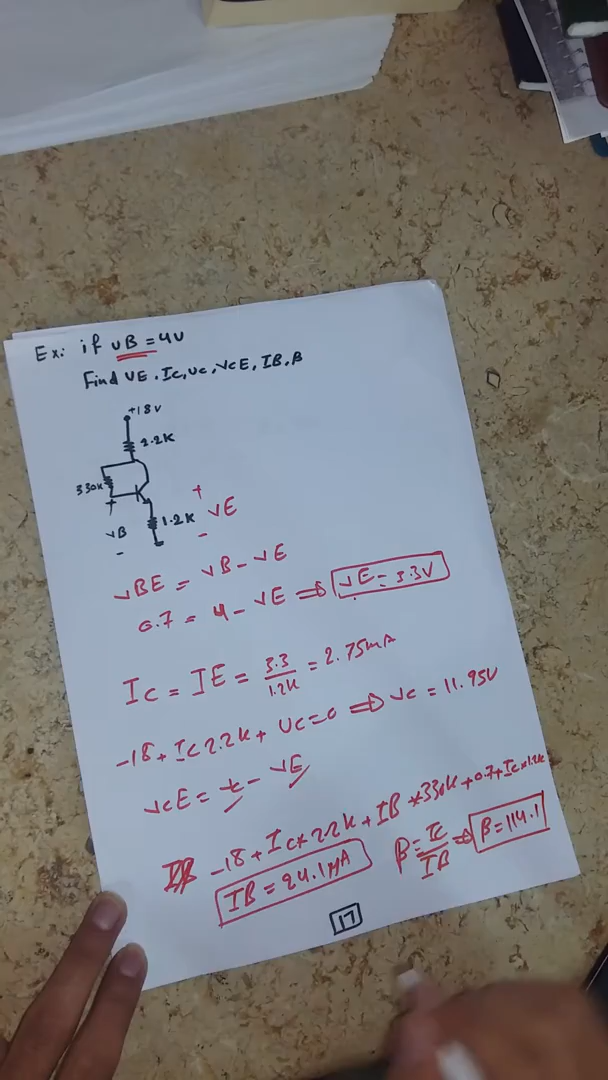 Ex: if VB = 4V
Find VE, Ic, Vc, VCE, IB, β
+18V
2.2K
330K
+
VB
-
1.2K
+
VE
-
VBE = VB - VE
0.7 = 4 - VE ⇒ VE = 3.3V
Ic = IE = 3.3/1.2K = 2.75mA
-18 + Ic 2.2K + Vc = 0 ⇒ Vc = 11.95V
VCE = Vc - VE
-18 + Ic × 2.2K + IB × 330K + 0.7 + Ic × 1.2K
IB = 24.1μA
β = Ic/IB ⇒ β = 114.1
17